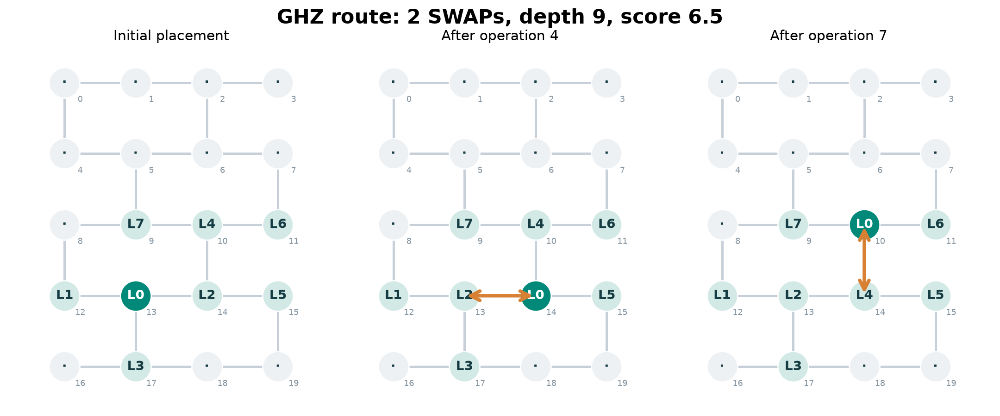 GHZ route: 2 SWAPs, depth 9, score 6.5
Initial placement
· · · ·
0 1 2 3
· · · ·
4 5 6 7
· L7 L4 L6
8 9 10 11
L1 L0 L2 L5
12 13 14 15
· L3 · ·
16 17 18 19
After operation 4
· · · ·
0 1 2 3
· · · ·
4 5 6 7
· L7 L4 L6
8 9 10 11
L1 L2 L0 L5
12 13 14 15
· L3 · ·
16 17 18 19
After operation 7
· · · ·
0 1 2 3
· · · ·
4 5 6 7
· L7 L0 L6
8 9 10 11
L1 L2 L4 L5
12 13 14 15
· L3 · ·
16 17 18 19